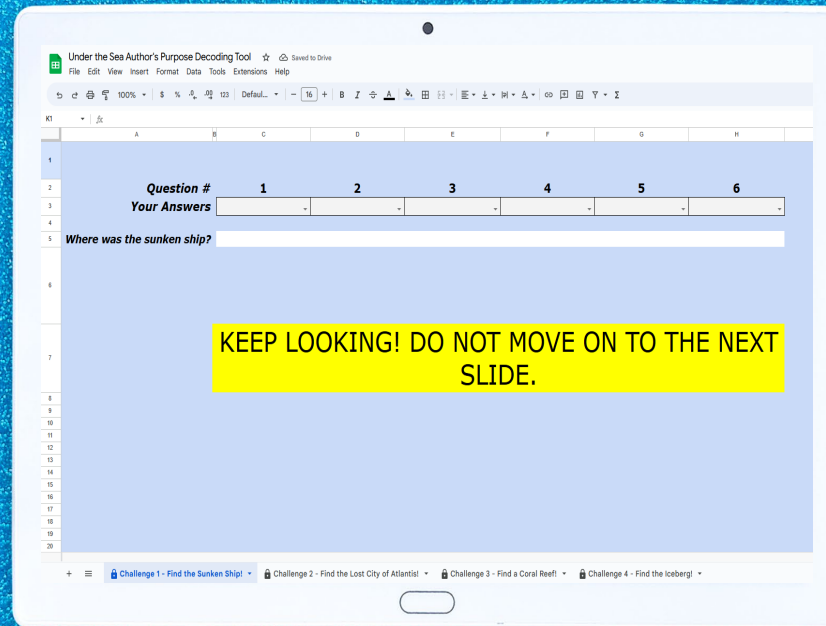 Under the Sea Author's Purpose Decoding Tool Saved to Drive
File Edit View Insert Format Data Tools Extensions Help
100% $ % .0 .00 123 Defaul... - 16 + B I A
K1 fx
A B C D E F G H
1
2 Question # 1 2 3 4 5 6
3 Your Answers
4
5 Where was the sunken ship?
6
7 KEEP LOOKING! DO NOT MOVE ON TO THE NEXT
SLIDE.
8
9
10
11
12
13
14
15
16
17
18
19
20
+ Challenge 1 - Find the Sunken Ship! Challenge 2 - Find the Lost City of Atlantis! Challenge 3 - Find a Coral Reef! Challenge 4 - Find the Iceberg!